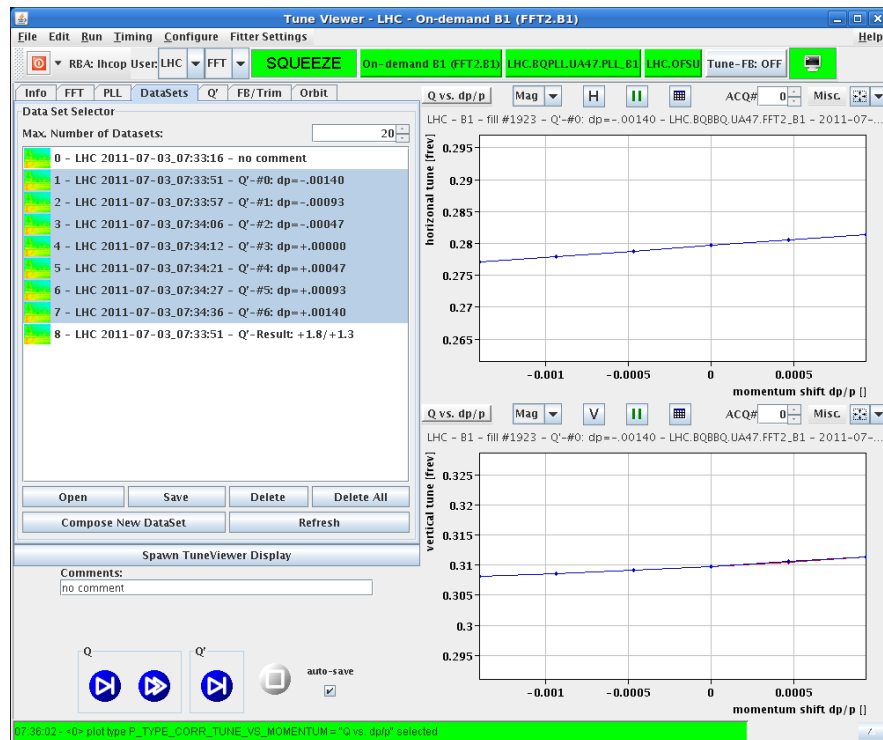 Tune Viewer - LHC - On-demand B1 (FFT2.B1)
File Edit Run Timing Configure Fitter Settings Help
RBA: lhcop User: LHC FFT SQUEEZE On-demand B1 (FFT2.B1) LHC.BQPLL.UA47.PLL_B1 LHC.OFSU Tune-FB: OFF
Info FFT PLL DataSets Q' FB/Trim Orbit
Data Set Selector
Max. Number of Datasets: 20
0 - LHC 2011-07-03_07:33:16 - no comment
1 - LHC 2011-07-03_07:33:51 - Q'-#0: dp=-.00140
2 - LHC 2011-07-03_07:33:57 - Q'-#1: dp=-.00093
3 - LHC 2011-07-03_07:34:06 - Q'-#2: dp=-.00047
4 - LHC 2011-07-03_07:34:12 - Q'-#3: dp=+.00000
5 - LHC 2011-07-03_07:34:21 - Q'-#4: dp=+.00047
6 - LHC 2011-07-03_07:34:27 - Q'-#5: dp=+.00093
7 - LHC 2011-07-03_07:34:36 - Q'-#6: dp=+.00140
8 - LHC 2011-07-03_07:33:51 - Q'-Result: +1.8/+1.3
Open Save Delete Delete All
Compose New DataSet Refresh
Spawn TuneViewer Display
Comments:
no comment
Q Q'
auto-save
Q vs. dp/p Mag H ACQ# 0 Misc.
LHC - B1 - fill #1923 - Q'-#0: dp=-.00140 - LHC.BQBBQ.UA47.FFT2_B1 - 2011-07-...
horizonal tune [frev]
0.295
0.29
0.285
0.28
0.275
0.27
0.265
-0.001 -0.0005 0 0.0005
momentum shift dp/p []
Q vs. dp/p Mag V ACQ# 0 Misc.
LHC - B1 - fill #1923 - Q'-#0: dp=-.00140 - LHC.BQBBQ.UA47.FFT2_B1 - 2011-07-...
vertical tune [frev]
0.325
0.32
0.315
0.31
0.305
0.3
0.295
-0.001 -0.0005 0 0.0005
momentum shift dp/p []
07:36:02 - <0> plot type P_TYPE_CORR_TUNE_VS_MOMENTUM = "Q vs. dp/p" selected